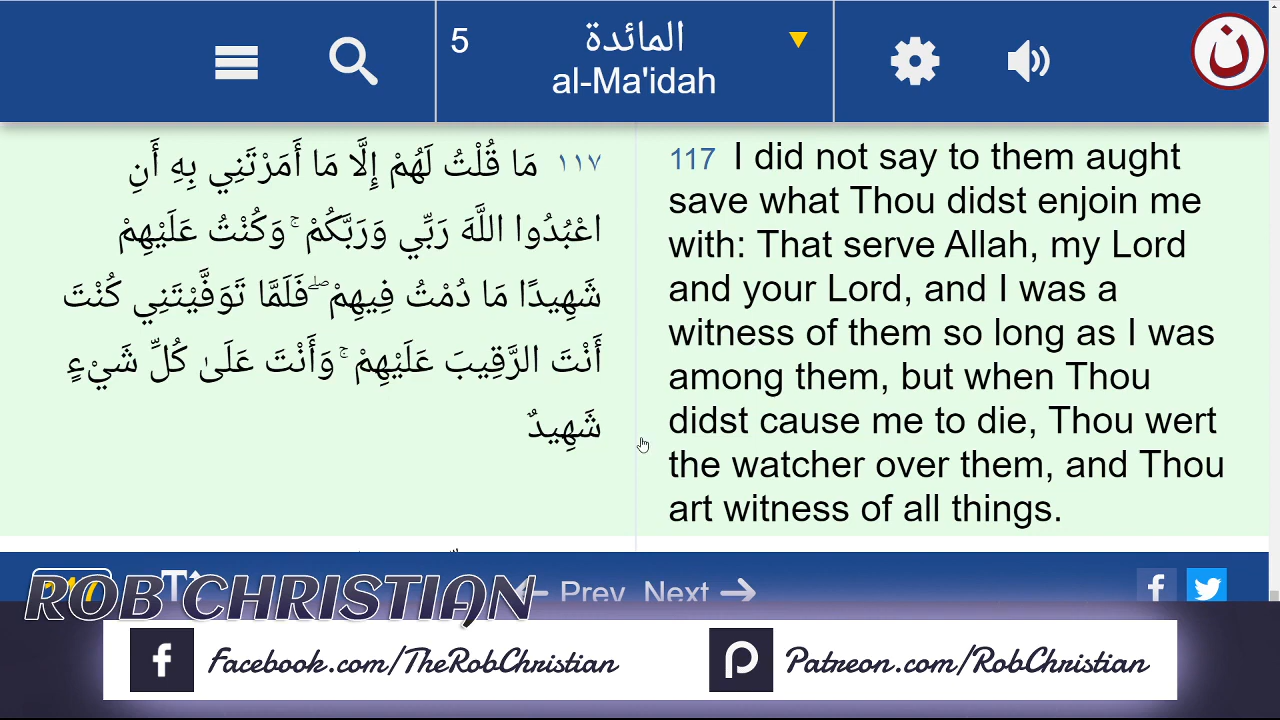 5
المائدة
al-Ma'idah
ن
١١٧ مَا قُلْتُ لَهُمْ إِلَّا مَا أَمَرْتَنِي بِهِ أَنِ
اعْبُدُوا اللَّهَ رَبِّي وَرَبَّكُمْ ۚ وَكُنْتُ عَلَيْهِمْ
شَهِيدًا مَا دُمْتُ فِيهِمْ ۖ فَلَمَّا تَوَفَّيْتَنِي كُنْتَ
أَنْتَ الرَّقِيبَ عَلَيْهِمْ ۚ وَأَنْتَ عَلَىٰ كُلِّ شَيْءٍ
شَهِيدٌ
117 I did not say to them aught
save what Thou didst enjoin me
with: That serve Allah, my Lord
and your Lord, and I was a
witness of them so long as I was
among them, but when Thou
didst cause me to die, Thou wert
the watcher over them, and Thou
art witness of all things.
Prev Next
ROB CHRISTIAN
Facebook.com/TheRobChristian
Patreon.com/RobChristian